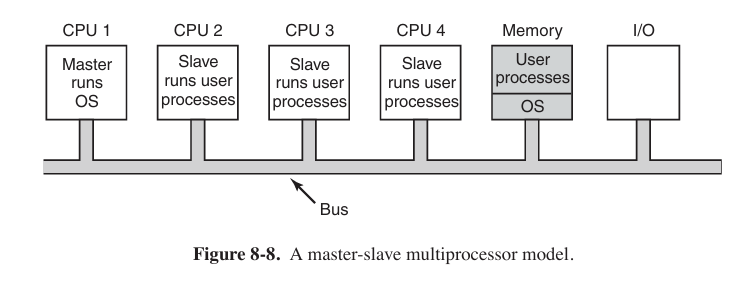 CPU 1
CPU 2
CPU 3
CPU 4
Memory
I/O
Master
runs
OS
Slave
runs user
processes
Slave
runs user
processes
Slave
runs user
processes
User
processes
OS
Bus
Figure 8-8. A master-slave multiprocessor model.